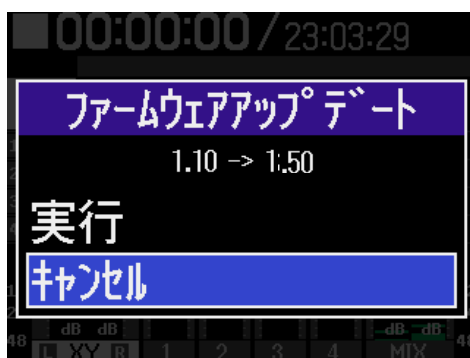 00:00:00/23:03:29
ファームウェアアップデート
1.10 -> 1.50
実行
キャンセル
dB dB dB dB
48 L XY R 1 2 3 4 MIX